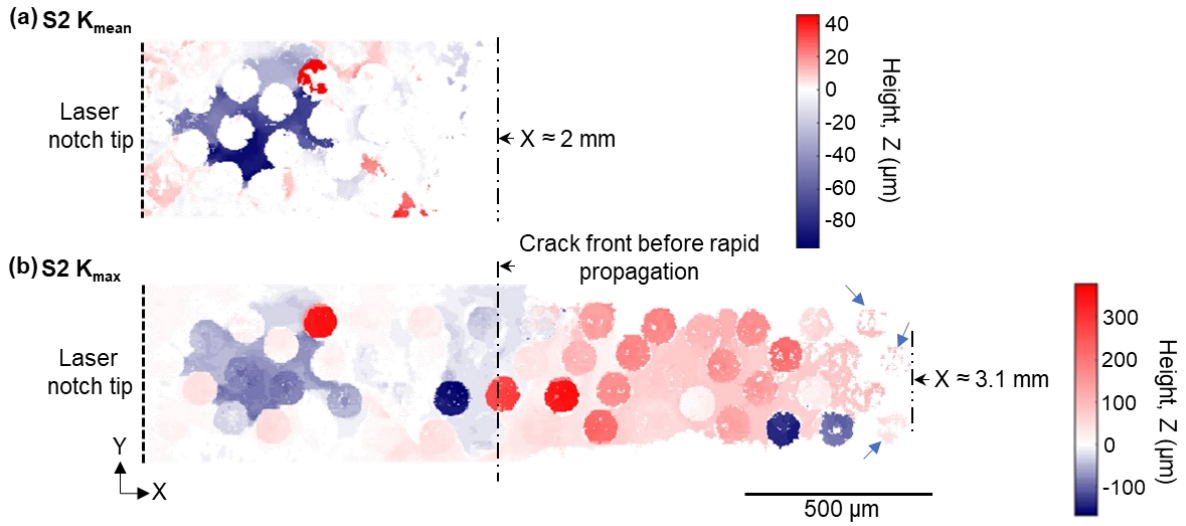 (a) S2 Kmean
Laser
notch tip
X ≈ 2 mm
40
20
0
-20
-40
-60
-80
Height, Z (μm)
(b) S2 Kmax
Crack front before rapid
propagation
Laser
notch tip
X ≈ 3.1 mm
300
200
100
0
-100
Height, Z (μm)
Y
X
500 μm